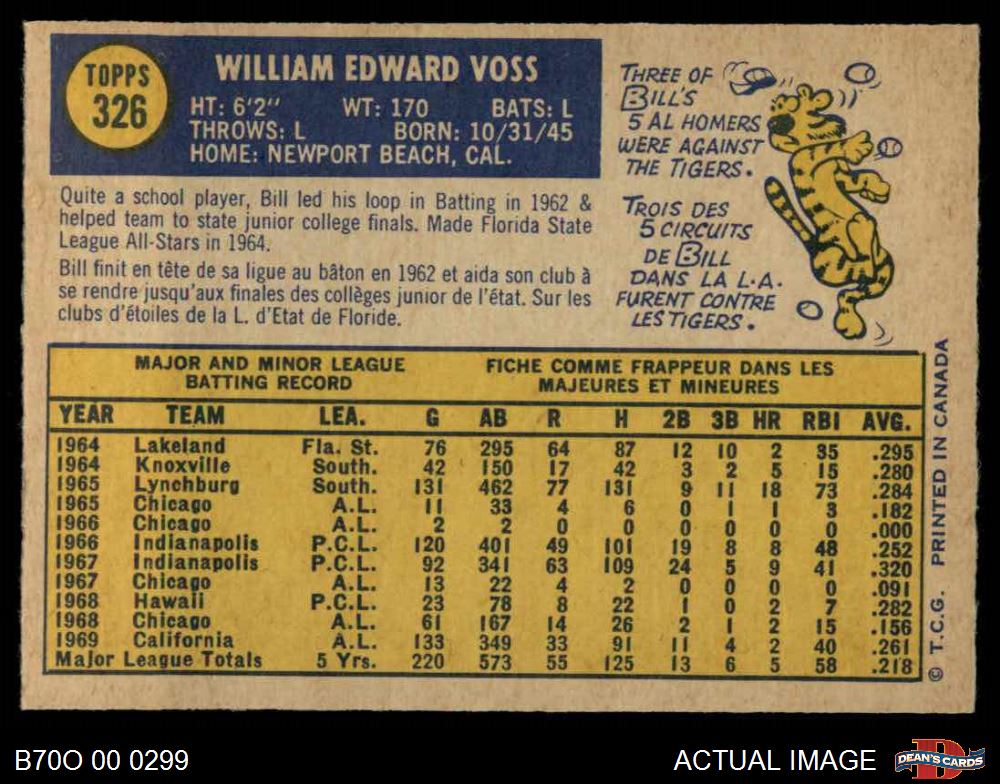 TOPPS
326
WILLIAM EDWARD VOSS
HT: 6'2" WT: 170 BATS: L
THROWS: L BORN: 10/31/45
HOME: NEWPORT BEACH, CAL.
THREE OF
BILL'S
5 AL HOMERS
WERE AGAINST
THE TIGERS.
TROIS DES
5 CIRCUITS
DE BILL
DANS LA L.A.
FURENT CONTRE
LES TIGERS.
Quite a school player, Bill led his loop in Batting in 1962 &
helped team to state junior college finals. Made Florida State
League All-Stars in 1964.
Bill finit en tête de sa ligue au bâton en 1962 et aida son club à
se rendre jusqu'aux finales des collèges junior de l'état. Sur les
clubs d'étoiles de la L. d'Etat de Floride.
MAJOR AND MINOR LEAGUE
BATTING RECORD
FICHE COMME FRAPPEUR DANS LES
MAJEURES ET MINEURES
YEAR TEAM LEA. G AB R H 2B 3B HR RBI AVG.
1964 Lakeland Fla. St. 76 295 64 87 12 10 2 35 .295
1964 Knoxville South. 42 150 17 42 3 2 5 15 .280
1965 Lynchburg South. 131 462 77 131 9 11 18 73 .284
1965 Chicago A.L. 11 33 4 6 0 1 1 3 .182
1966 Chicago A.L. 2 2 0 0 0 0 0 0 .000
1966 Indianapolis P.C.L. 120 401 49 101 19 8 8 48 .252
1967 Indianapolis P.C.L. 92 341 63 109 24 5 9 41 .320
1967 Chicago A.L. 13 22 4 2 0 0 0 0 .091
1968 Hawaii P.C.L. 23 78 8 22 1 0 2 7 .282
1968 Chicago A.L. 61 167 14 26 2 1 2 15 .156
1969 California A.L. 133 349 33 91 11 4 2 40 .261
Major League Totals 5 Yrs. 220 573 55 125 13 6 5 58 .218
© T.C.G. PRINTED IN CANADA
B70O 00 0299
ACTUAL IMAGE
DEAN'S CARDS